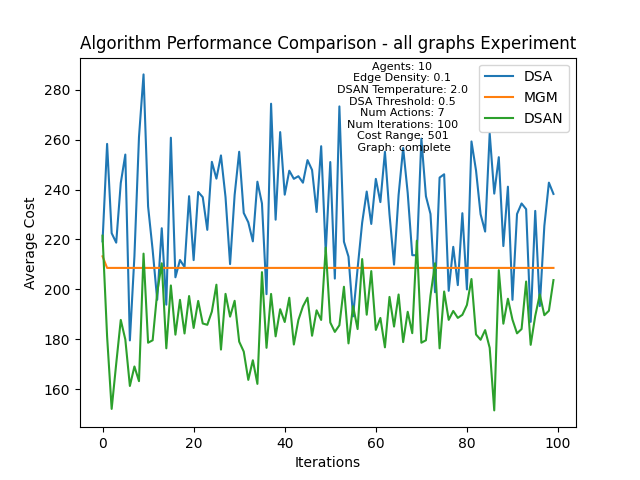 Algorithm Performance Comparison - all graphs Experiment
Agents: 10
Edge Density: 0.1
DSAN Temperature: 2.0
DSA Threshold: 0.5
Num Actions: 7
Num Iterations: 100
Cost Range: 501
Graph: complete
DSA
MGM
DSAN
Average Cost
280
260
240
220
200
180
160
0 20 40 60 80 100
Iterations